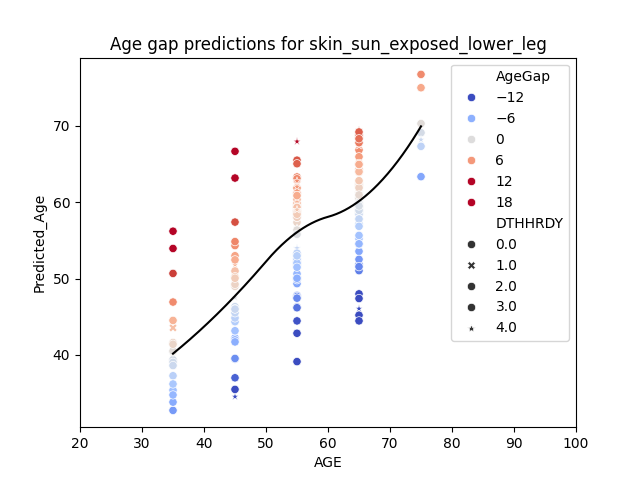 Age gap predictions for skin_sun_exposed_lower_leg
Predicted_Age
70
60
50
40
20 30 40 50 60 70 80 90 100
AGE
AgeGap
−12
−6
0
6
12
18
DTHHRDY
0.0
1.0
2.0
3.0
4.0